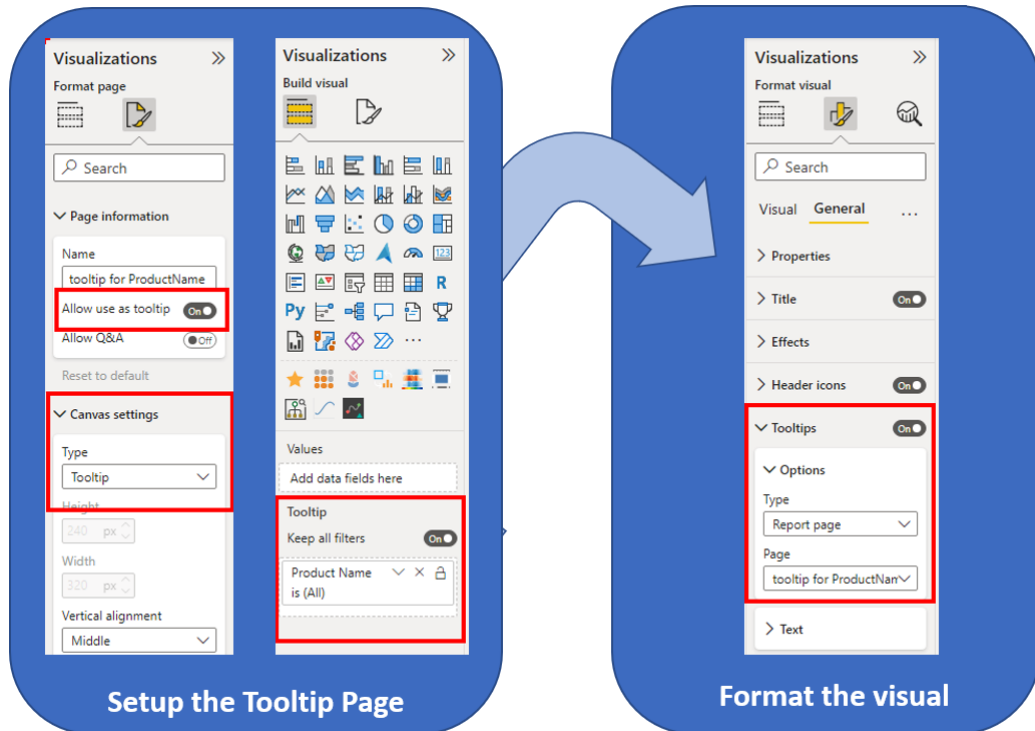 Visualizations
Format page
Search
Page information
Name
tooltip for ProductName
Allow use as tooltip On
Allow Q&A Off
Reset to default
Canvas settings
Type
Tooltip
Height
240 px
Width
320 px
Vertical alignment
Middle
Visualizations
Build visual
123
R
Py
...
Values
Add data fields here
Tooltip
Keep all filters On
Product Name
is (All)
Setup the Tooltip Page
Visualizations
Format visual
Search
Visual General ...
Properties
Title On
Effects
Header icons On
Tooltips On
Options
Type
Report page
Page
tooltip for ProductNam
Text
Format the visual